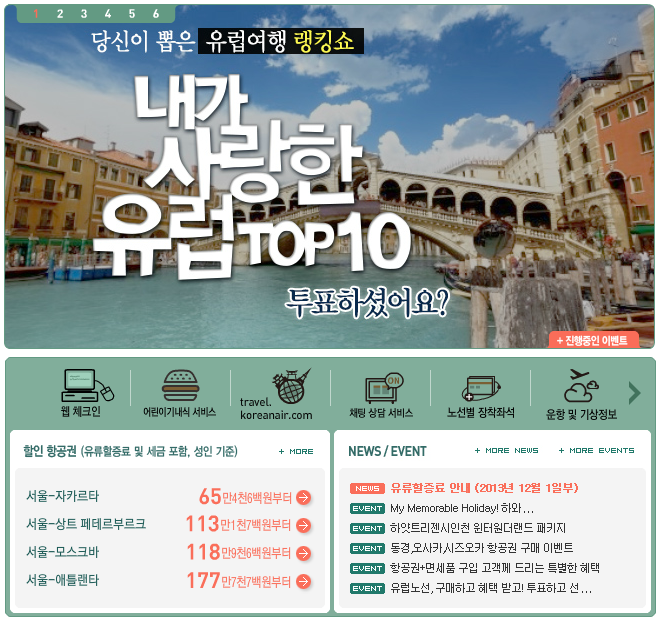 1 2 3 4 5 6
당신이 뽑은 유럽여행 랭킹쇼
내가
사랑한
유럽TOP10
투표하셨어요?
+ 진행중인 이벤트
웹 체크인
어린이기내식 서비스
travel.
koreanair.com
ON
채팅 상담 서비스
노선별 장착좌석
운항 및 기상정보
할인 항공권 (유류할증료 및 세금 포함, 성인 기준) + MORE
서울-자카르타 65만4천6백원부터
서울-상트 페테르부르크 113만1천7백원부터
서울-모스크바 118만9천6백원부터
서울-애틀랜타 177만7천7백원부터
NEWS / EVENT + MORE NEWS + MORE EVENTS
NEWS 유류할증료 안내 (2013년 12월 1일부)
EVENT My Memorable Holiday! 하와...
EVENT 하얏트리젠시인천 윈터원더랜드 패키지
EVENT 동경,오사카,시즈오카 항공권 구매 이벤트
EVENT 항공권+면세품 구입 고객께 드리는 특별한 혜택
EVENT 유럽노선, 구매하고 혜택 받고! 투표하고 선...